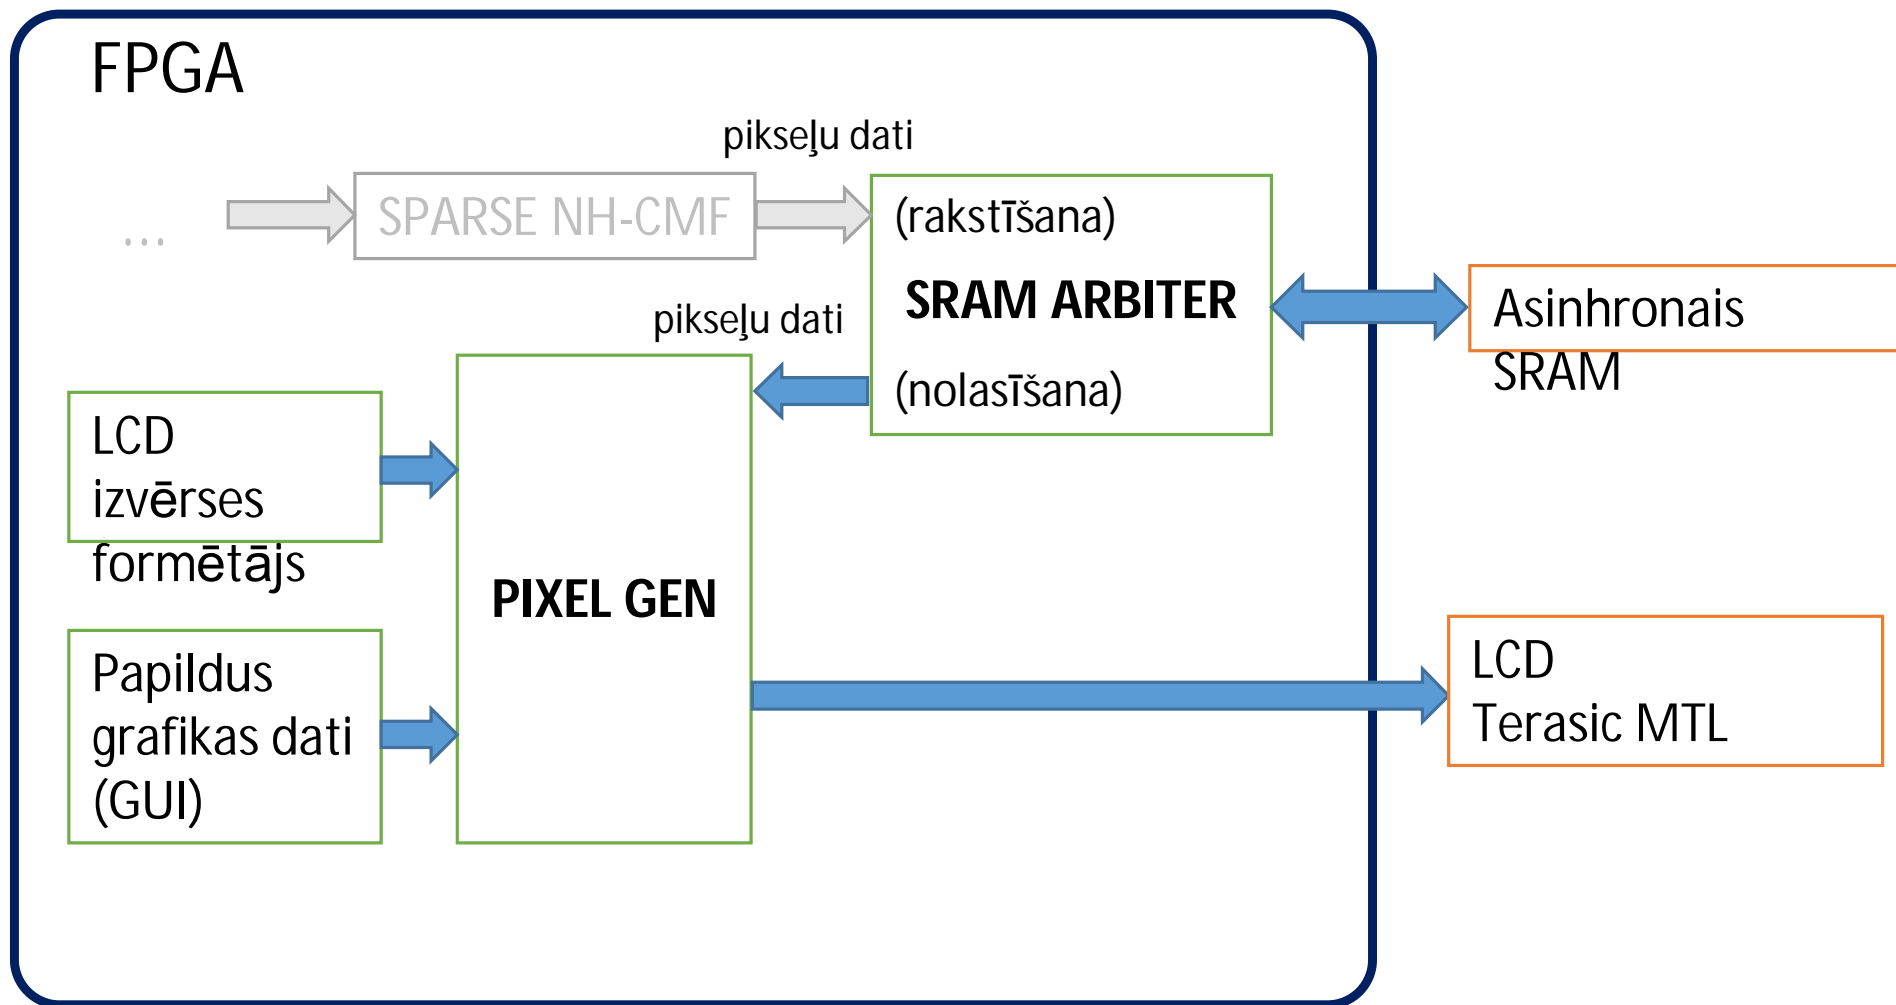 FPGA
pikseļu dati
...
SPARSE NH-CMF
(rakstīšana)
SRAM ARBITER
(nolasīšana)
pikseļu dati
Asinhronais
SRAM
LCD
izvērses
formētājs
PIXEL GEN
Papildus
grafikas dati
(GUI)
LCD
Terasic MTL